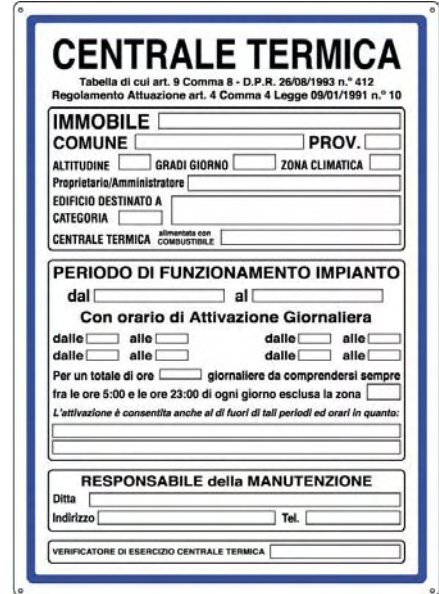 CENTRALE TERMICA
Tabella di cui art. 9 Comma 8 - D.P.R. 26/08/1993 n.º 412
Regolamento Attuazione art. 4 Comma 4 Legge 09/01/1991 n.º 10
IMMOBILE
COMUNE PROV.
ALTITUDINE GRADI GIORNO ZONA CLIMATICA
Proprietario/Amministratore
EDIFICIO DESTINATO A
CATEGORIA
CENTRALE TERMICA alimentata con COMBUSTIBILE
PERIODO DI FUNZIONAMENTO IMPIANTO
dal al
Con orario di Attivazione Giornaliera
dalle alle dalle alle
dalle alle dalle alle
Per un totale di ore giornaliere da comprendersi sempre
fra le ore 5:00 e le ore 23:00 di ogni giorno esclusa la zona
L'attivazione è consentita anche al di fuori di tali periodi ed orari in quanto:
RESPONSABILE della MANUTENZIONE
Ditta
Indirizzo Tel.
VERIFICATORE DI ESERCIZIO CENTRALE TERMICA